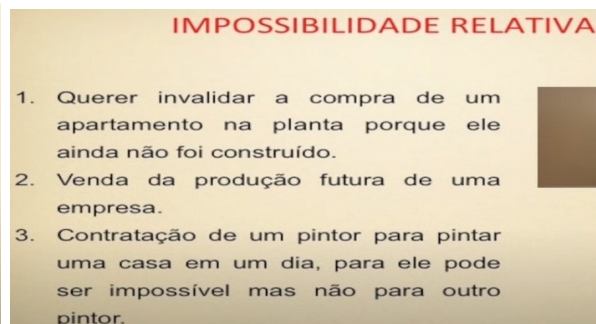 IMPOSSIBILIDADE RELATIVA
1. Querer invalidar a compra de um
apartamento na planta porque ele
ainda não foi construído.
2. Venda da produção futura de uma
empresa.
3. Contratação de um pintor para pintar
uma casa em um dia, para ele pode
ser impossível mas não para outro
pintor.